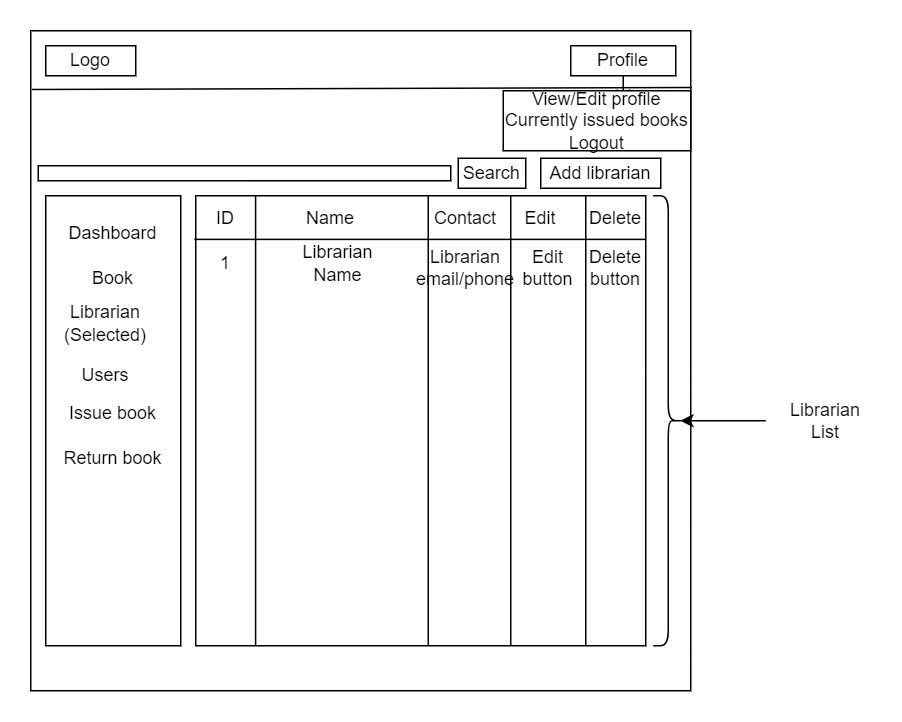 Logo
Profile
View/Edit profile
Currently issued books
Logout
Search
Add librarian
Dashboard
Book
Librarian
(Selected)
Users
Issue book
Return book
ID
Name
Contact
Edit
Delete
1
Librarian
Name
Librarian
email/phone
Edit
button
Delete
button
Librarian
List